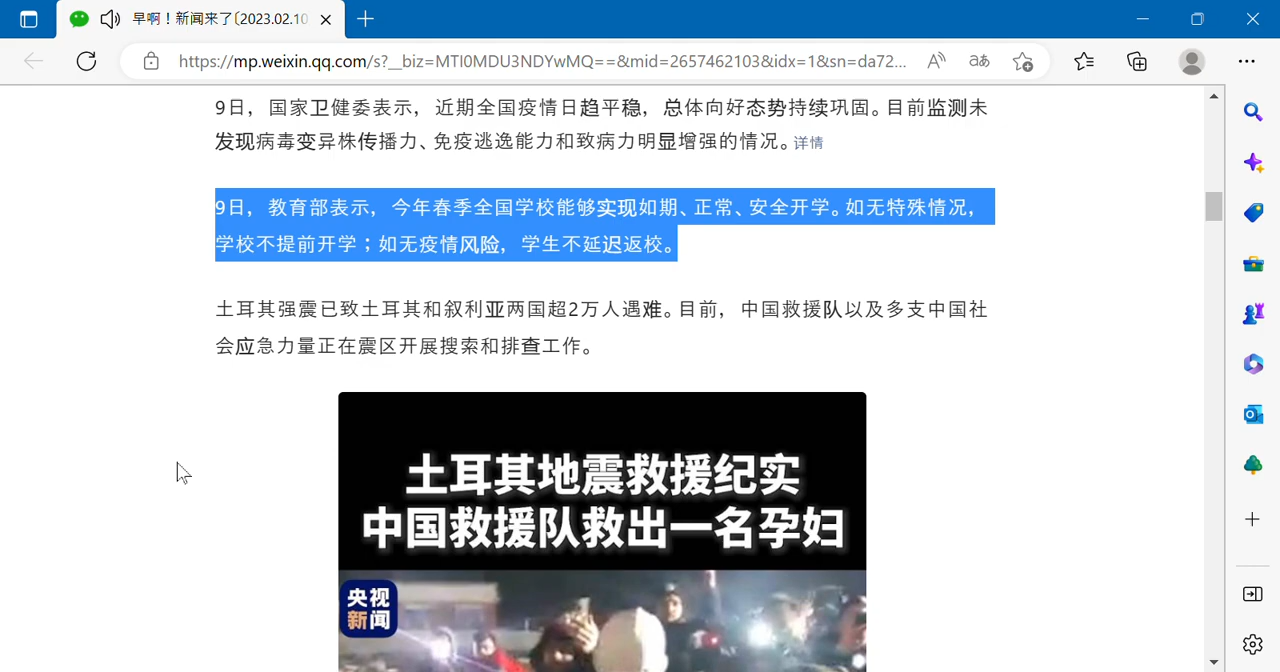 早啊！新闻来了〔2023.02.10
https://mp.weixin.qq.com/s?__biz=MTI0MDU3NDYwMQ==&mid=2657462103&idx=1&sn=da72...
9日，国家卫健委表示，近期全国疫情日趋平稳，总体向好态势持续巩固。目前监测未
发现病毒变异株传播力、免疫逃逸能力和致病力明显增强的情况。详情
9日，教育部表示，今年春季全国学校能够实现如期、正常、安全开学。如无特殊情况，
学校不提前开学；如无疫情风险，学生不延迟返校。
土耳其强震已致土耳其和叙利亚两国超2万人遇难。目前，中国救援队以及多支中国社
会应急力量正在震区开展搜索和排查工作。
土耳其地震救援纪实
中国救援队救出一名孕妇
央视
新闻